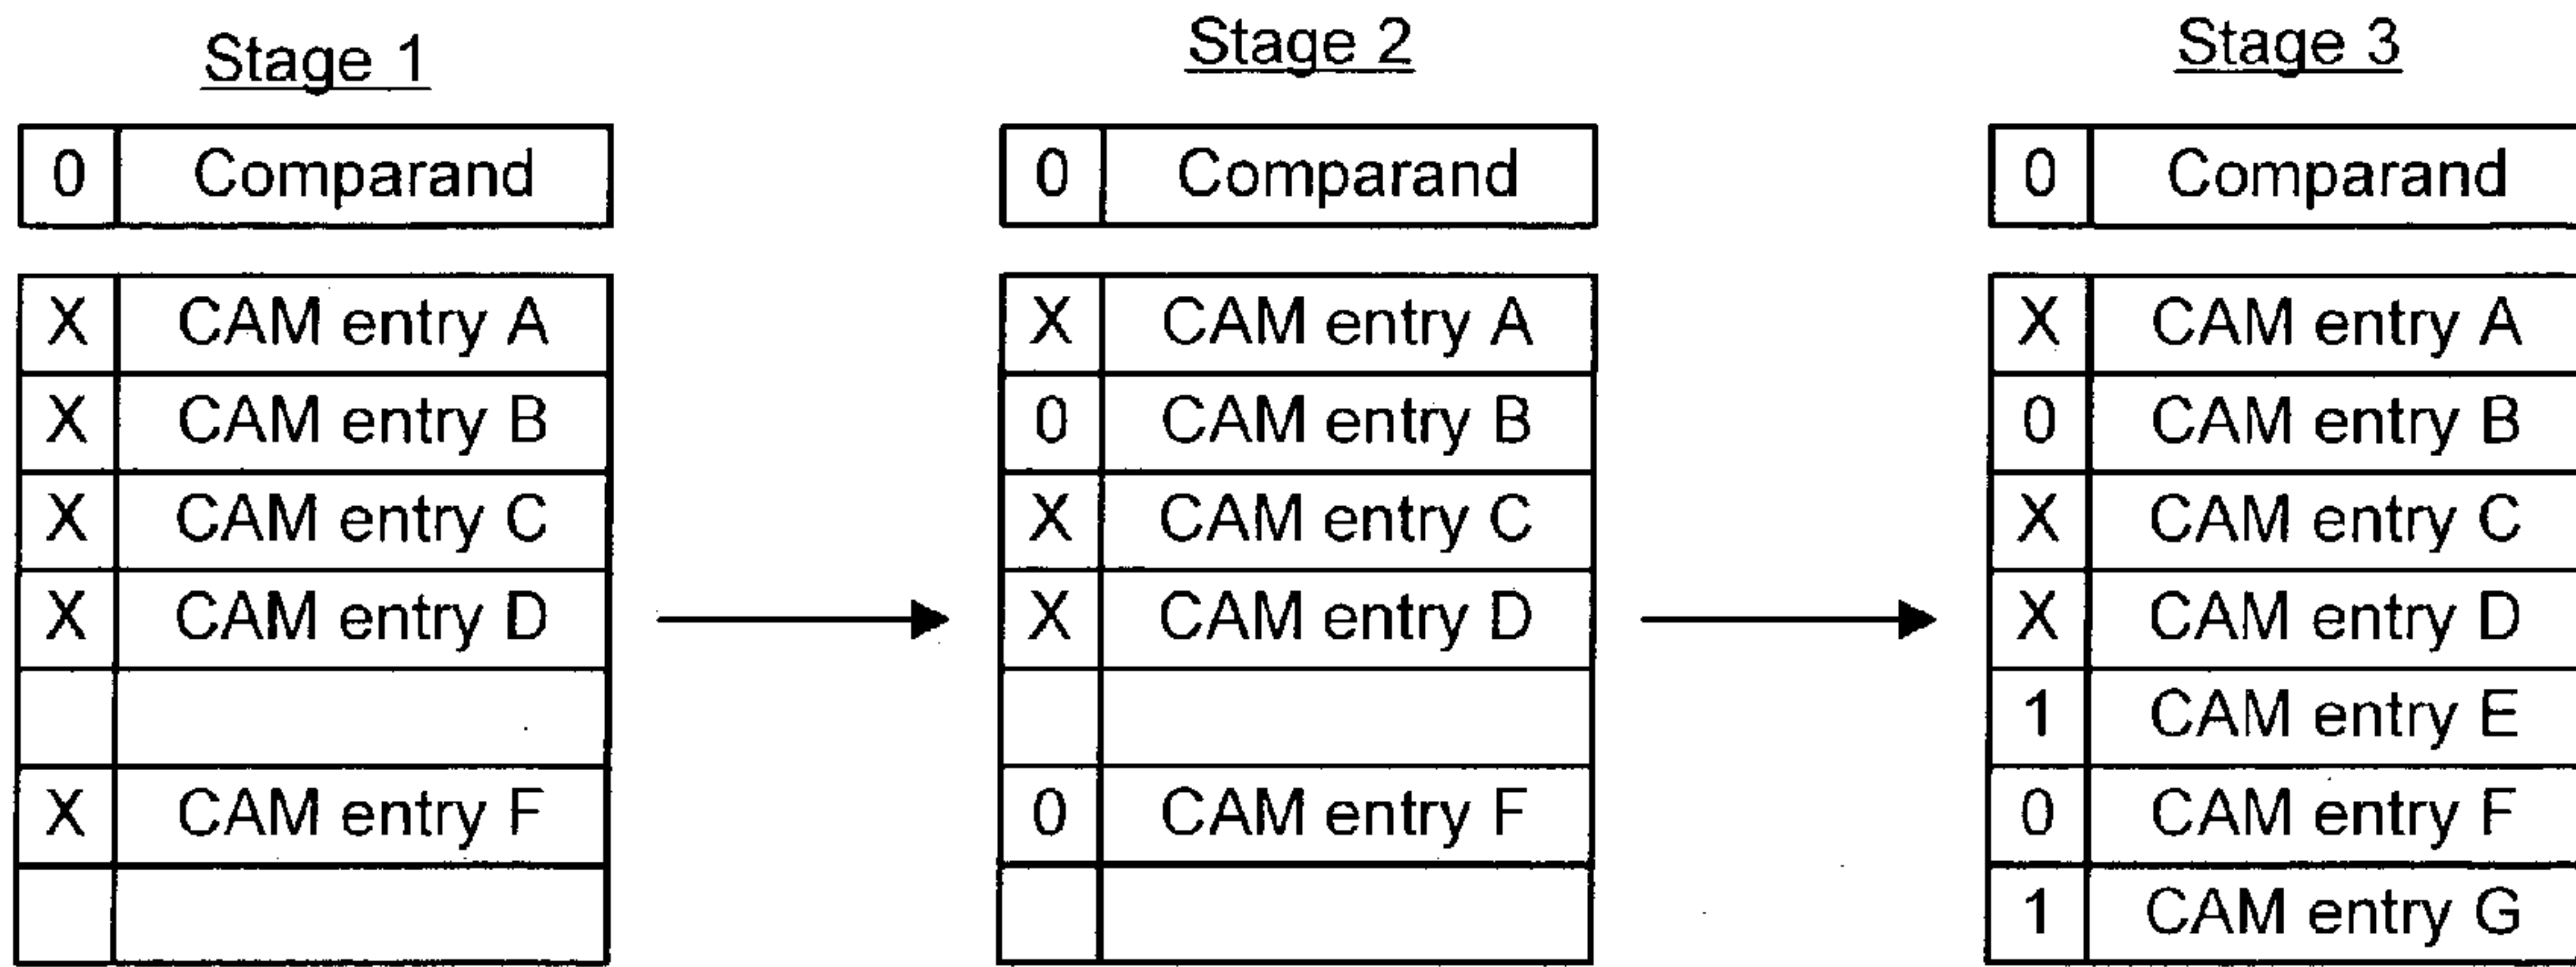 Stage 1
0 Comparand
X CAM entry A
X CAM entry B
X CAM entry C
X CAM entry D
X CAM entry F
Stage 2
0 Comparand
X CAM entry A
0 CAM entry B
X CAM entry C
X CAM entry D
0 CAM entry F
Stage 3
0 Comparand
X CAM entry A
0 CAM entry B
X CAM entry C
X CAM entry D
1 CAM entry E
0 CAM entry F
1 CAM entry G